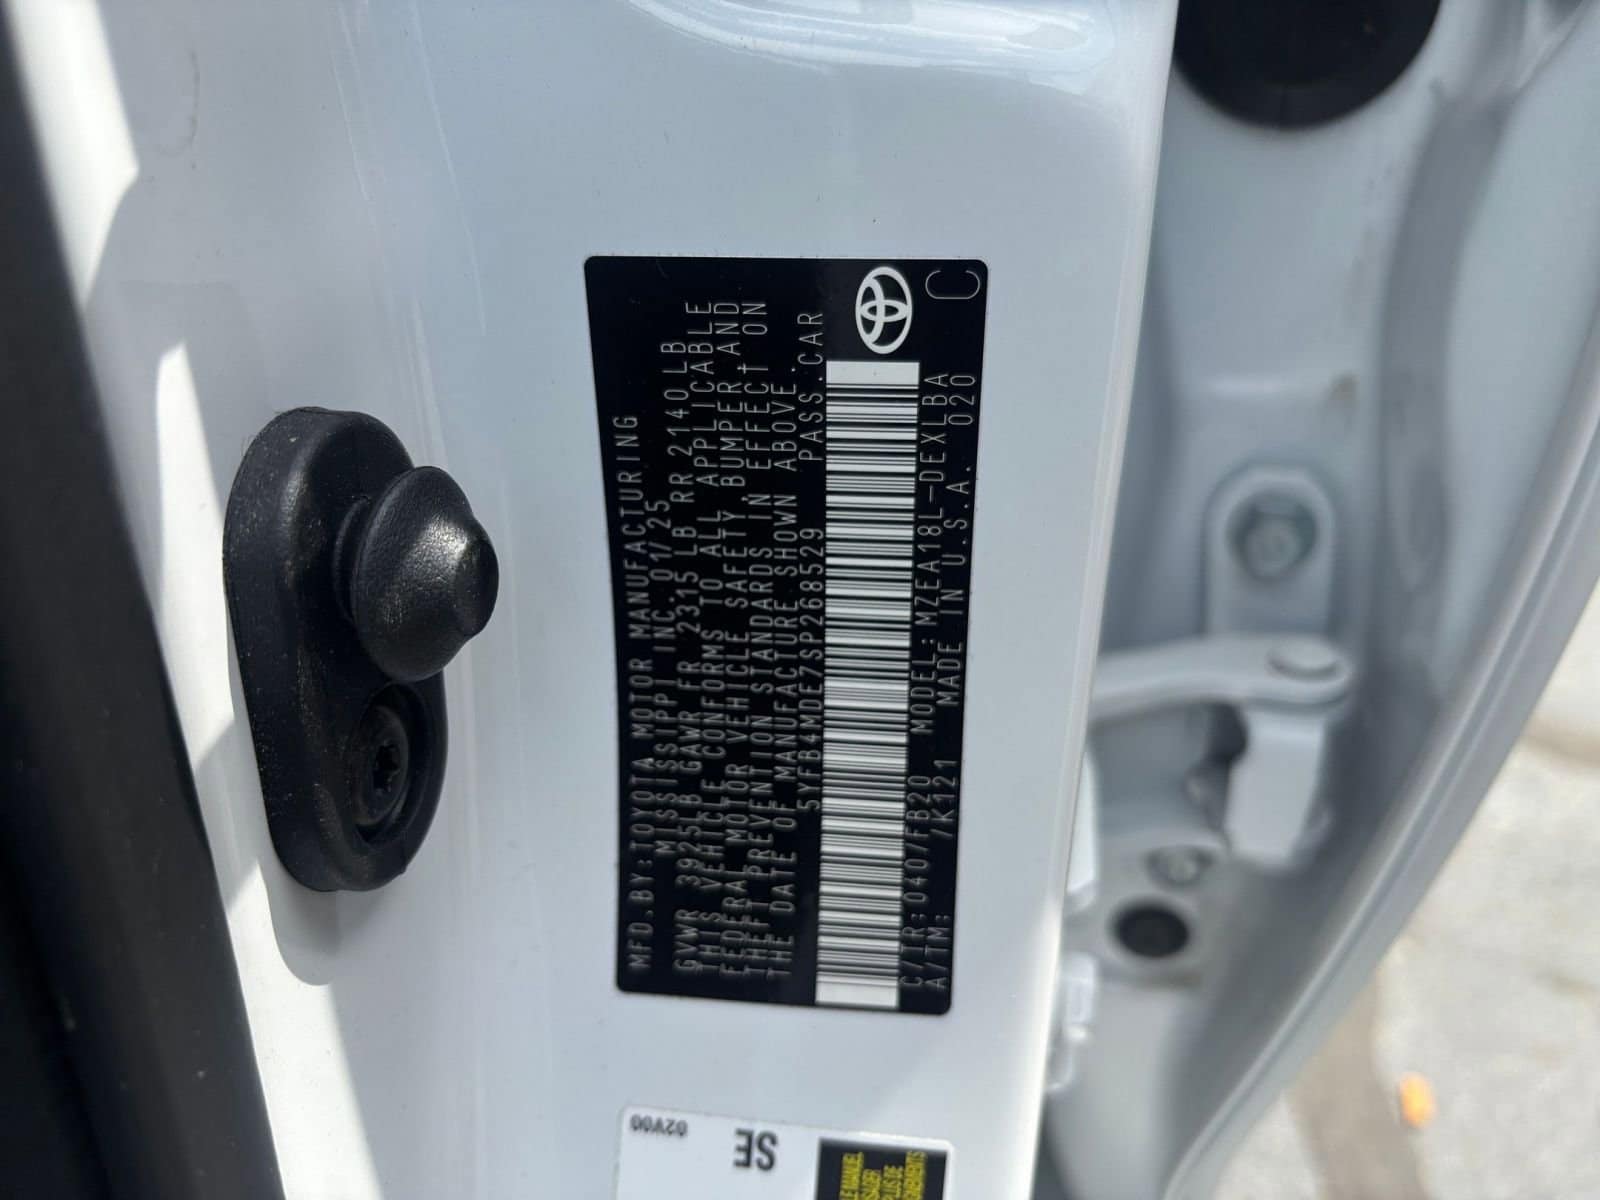 MFD.BY:TOYOTA MOTOR MANUFACTURING
MISSISSIPPI INC 01/25
GVWR 3925LB GAWR FR 2315 LB RR 2140LB
THIS VEHICLE CONFORMS TO ALL APPLICABLE
FEDERAL MOTOR VEHICLE SAFETY, BUMPER, AND
THEFT PREVENTION STANDARDS IN EFFECT ON
THE DATE OF MANUFACTURE SHOWN ABOVE.
5YFB4MDE7SP268529 PASS.CAR
C/TR:040/FB20 MODEL: MZEA18L-DEXLBA
A/TM: /K121 MADE IN U.S.A. 020 C
02V00
SE